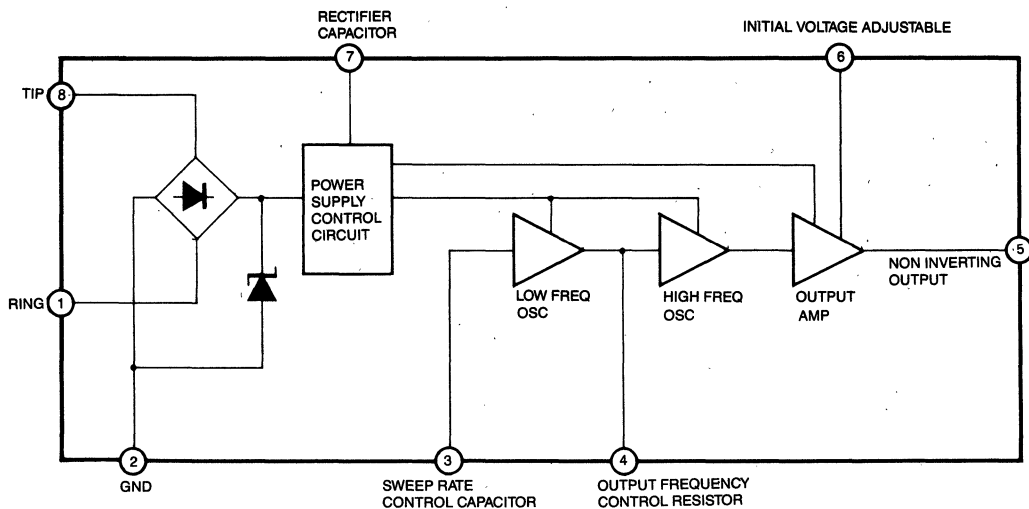 RECTIFIER
CAPACITOR
INITIAL VOLTAGE ADJUSTABLE
7
6
TIP
8
POWER
SUPPLY
CONTROL
CIRCUIT
5
NON INVERTING
OUTPUT
RING
1
LOW FREQ
OSC
HIGH FREQ
OSC
OUTPUT
AMP
2
3
4
GND
SWEEP RATE
CONTROL CAPACITOR
OUTPUT FREQUENCY
CONTROL RESISTOR